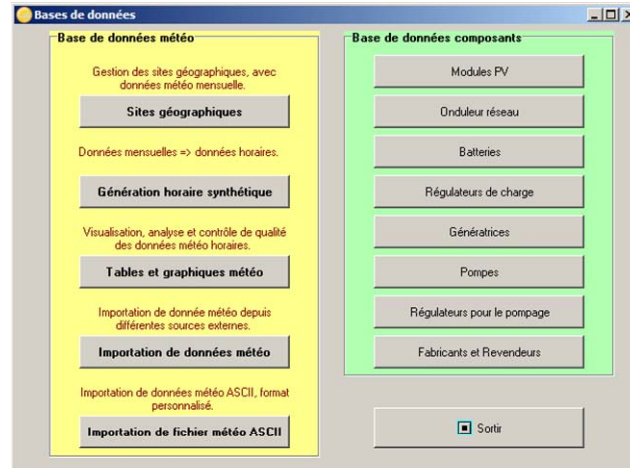 Bases de données
Base de données météo
Gestion des sites géographiques, avec
données météo mensuelle.
Sites géographiques
Données mensuelles => données horaires.
Génération horaire synthétique
Visualisation, analyse et contrôle de qualité
des données météo horaires.
Tables et graphiques météo
Importation de donnée météo depuis
différentes sources externes.
Importation de données météo
Importation de données météo ASCII, format
personnalisé.
Importation de fichier météo ASCII
Base de données composants
Modules PV
Onduleur réseau
Batteries
Régulateurs de charge
Génératrices
Pompes
Régulateurs pour le pompage
Fabricants et Revendeurs
Sortir